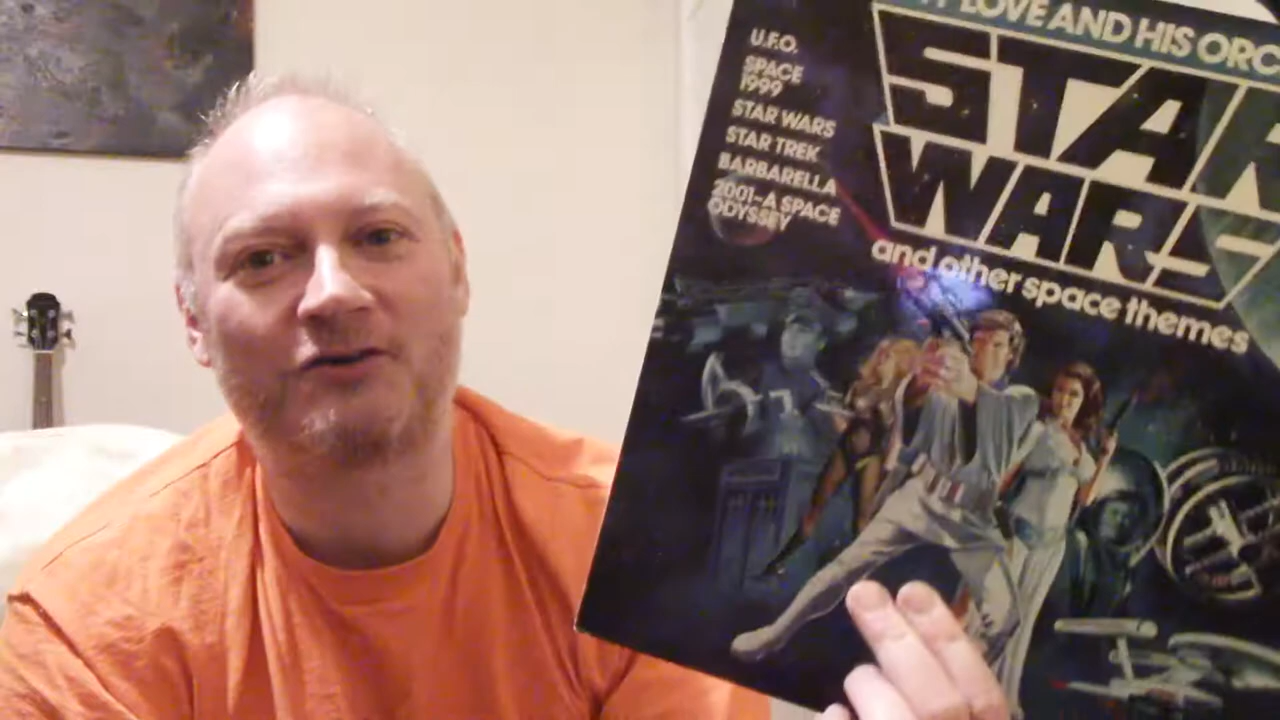 LOVE AND HIS ORC
STAR
WARS
and other space themes
U.F.O.
SPACE
1999
STAR WARS
STAR TREK
BARBARELLA
2001-A SPACE
ODYSSEY